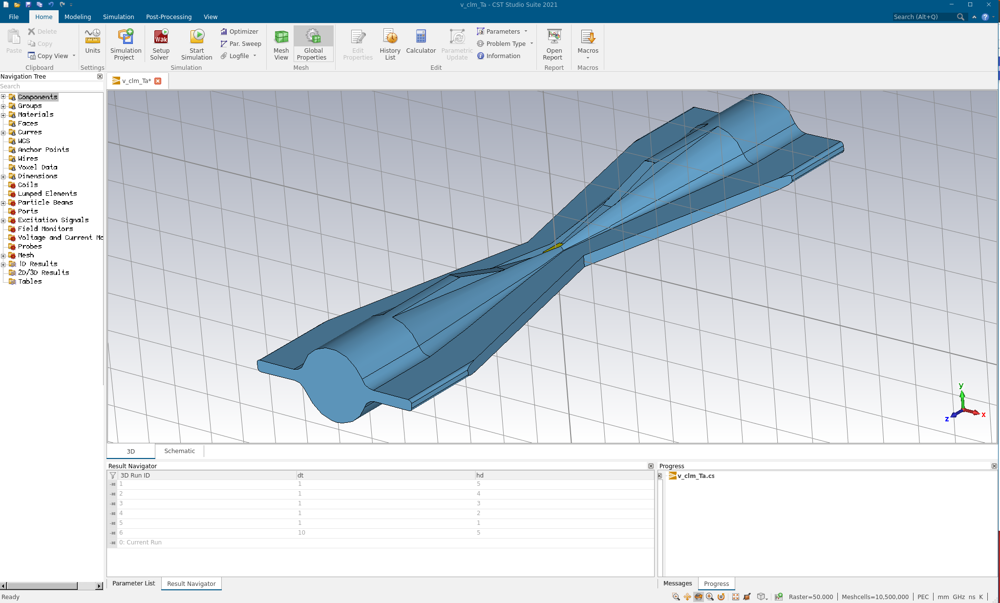 v_clm_Ta - CST Studio Suite 2021
File Home Modeling Simulation Post-Processing View Search (Alt+Q)
Paste
Delete
Copy
Copy View
Clipboard
Units
Settings
Simulation Project
Setup Solver
Start Simulation
Optimizer
Par. Sweep
Logfile
Simulation
Mesh View
Global Properties
Mesh
Edit Properties
History List
Calculator
Parametric Update
Parameters
Problem Type
Information
Edit
Open Report
Report
Macros
Macros
Navigation Tree
Search
Components
Groups
Materials
Faces
Curves
WCS
Anchor Points
Wires
Voxel Data
Dimensions
Coils
Lumped Elements
Particle Beams
Ports
Excitation Signals
Field Monitors
Voltage and Current Mo
Probes
Mesh
1D Results
2D/3D Results
Tables
v_clm_Ta*
y
x
z
3D Schematic
Result Navigator
3D Run ID dt hd
1 1 5
2 1 4
3 1 3
4 1 2
5 1 1
6 10 5
0: Current Run
Parameter List Result Navigator
Progress
v_clm_Ta.cs
Messages Progress
Ready
Raster=50.000 Meshcells=10,500,000 PEC mm GHz ns K